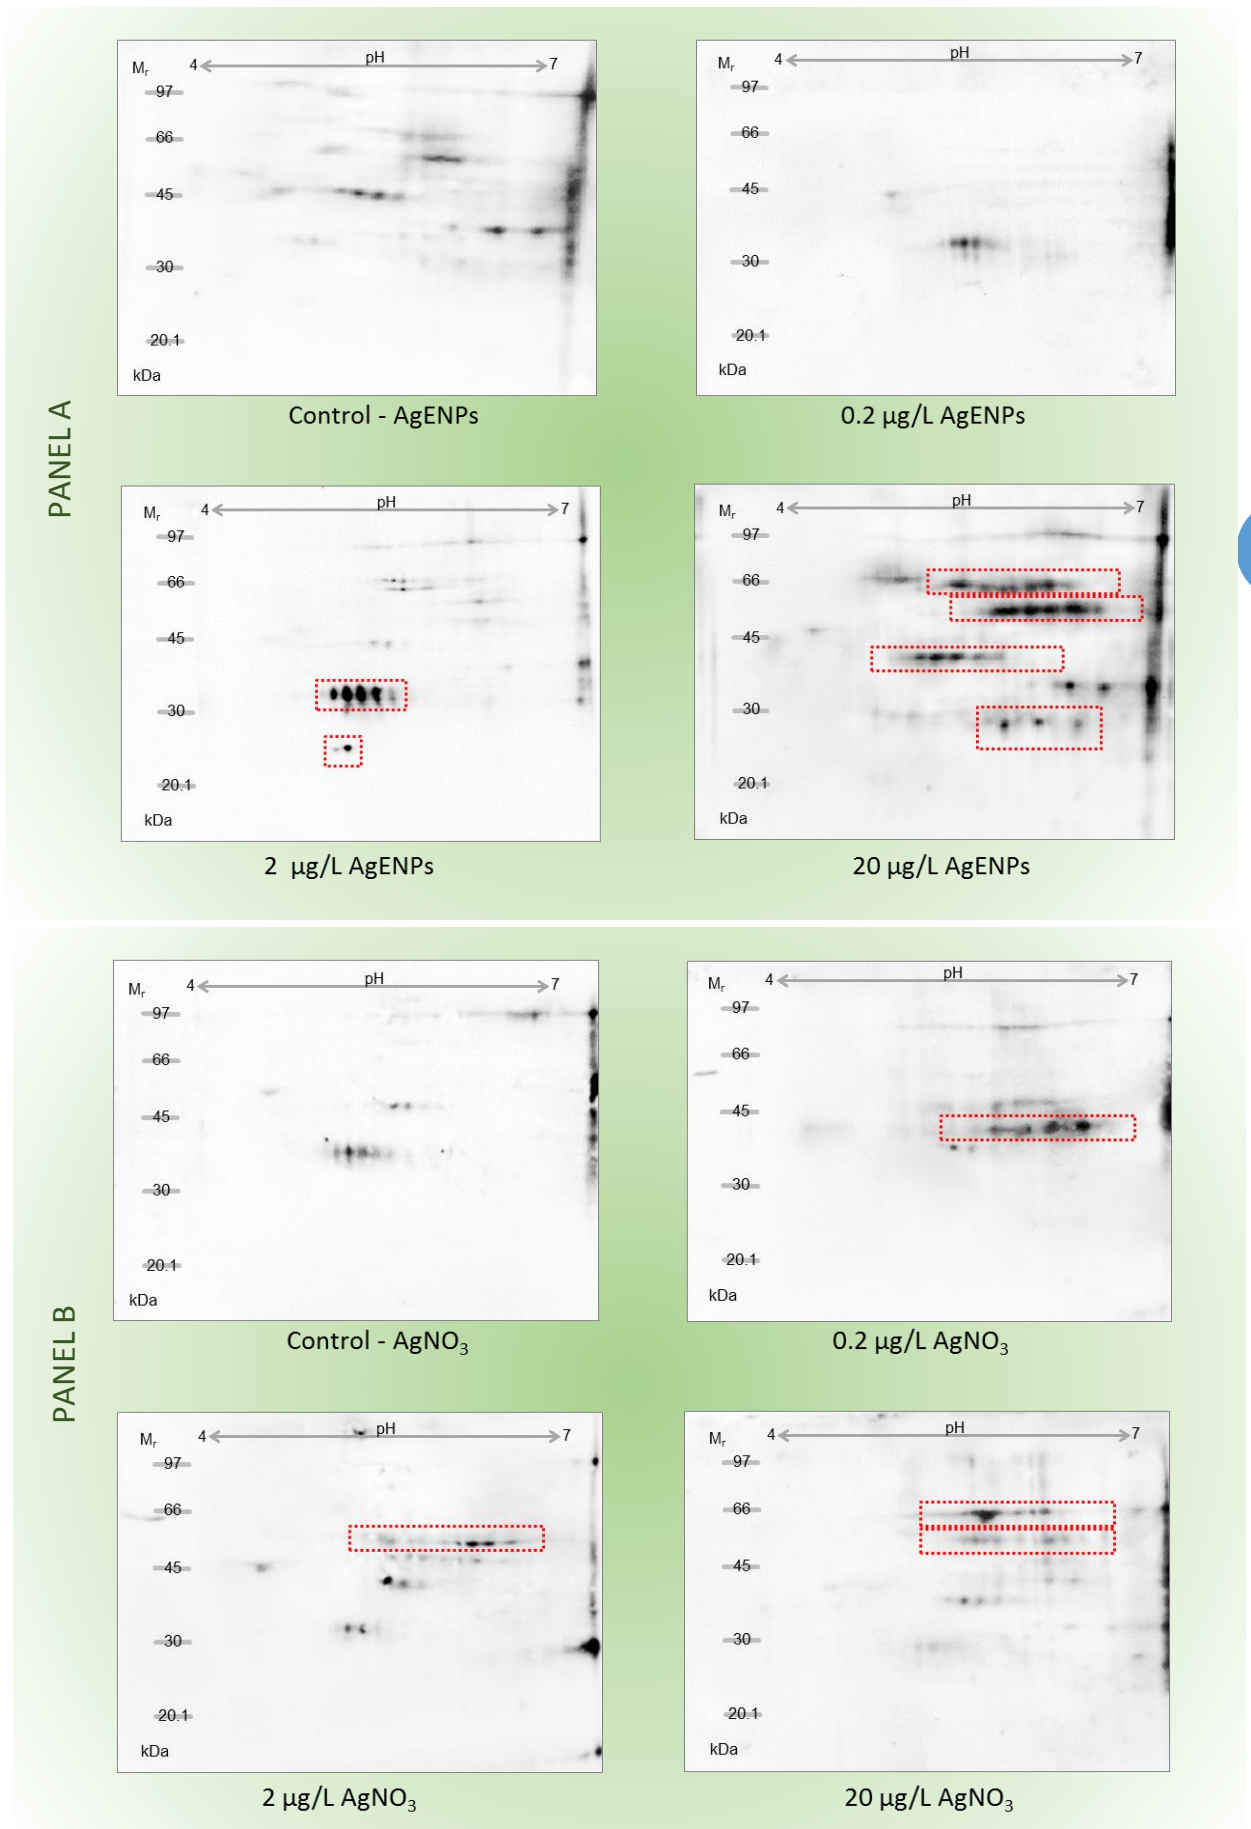 PANEL A
Mr 4 pH 7
97
66
45
30
20.1
kDa
Control - AgENPs
Mr 4 pH 7
97
66
45
30
20.1
kDa
0.2 µg/L AgENPs
Mr 4 pH 7
97
66
45
30
20.1
kDa
2 µg/L AgENPs
Mr 4 pH 7
97
66
45
30
20.1
kDa
20 µg/L AgENPs
PANEL B
Mr 4 pH 7
97
66
45
30
20.1
kDa
Control - AgNO₃
Mr 4 pH 7
97
66
45
30
20.1
kDa
0.2 µg/L AgNO₃
Mr 4 pH 7
97
66
45
30
20.1
kDa
2 µg/L AgNO₃
Mr 4 pH 7
97
66
45
30
20.1
kDa
20 µg/L AgNO₃